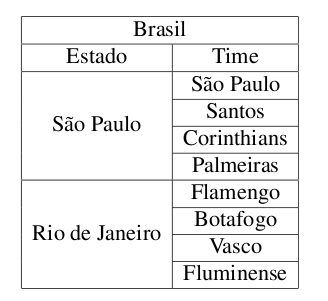 Brasil
Estado Time
São Paulo São Paulo
Santos
Corinthians
Palmeiras
Rio de Janeiro Flamengo
Botafogo
Vasco
Fluminense